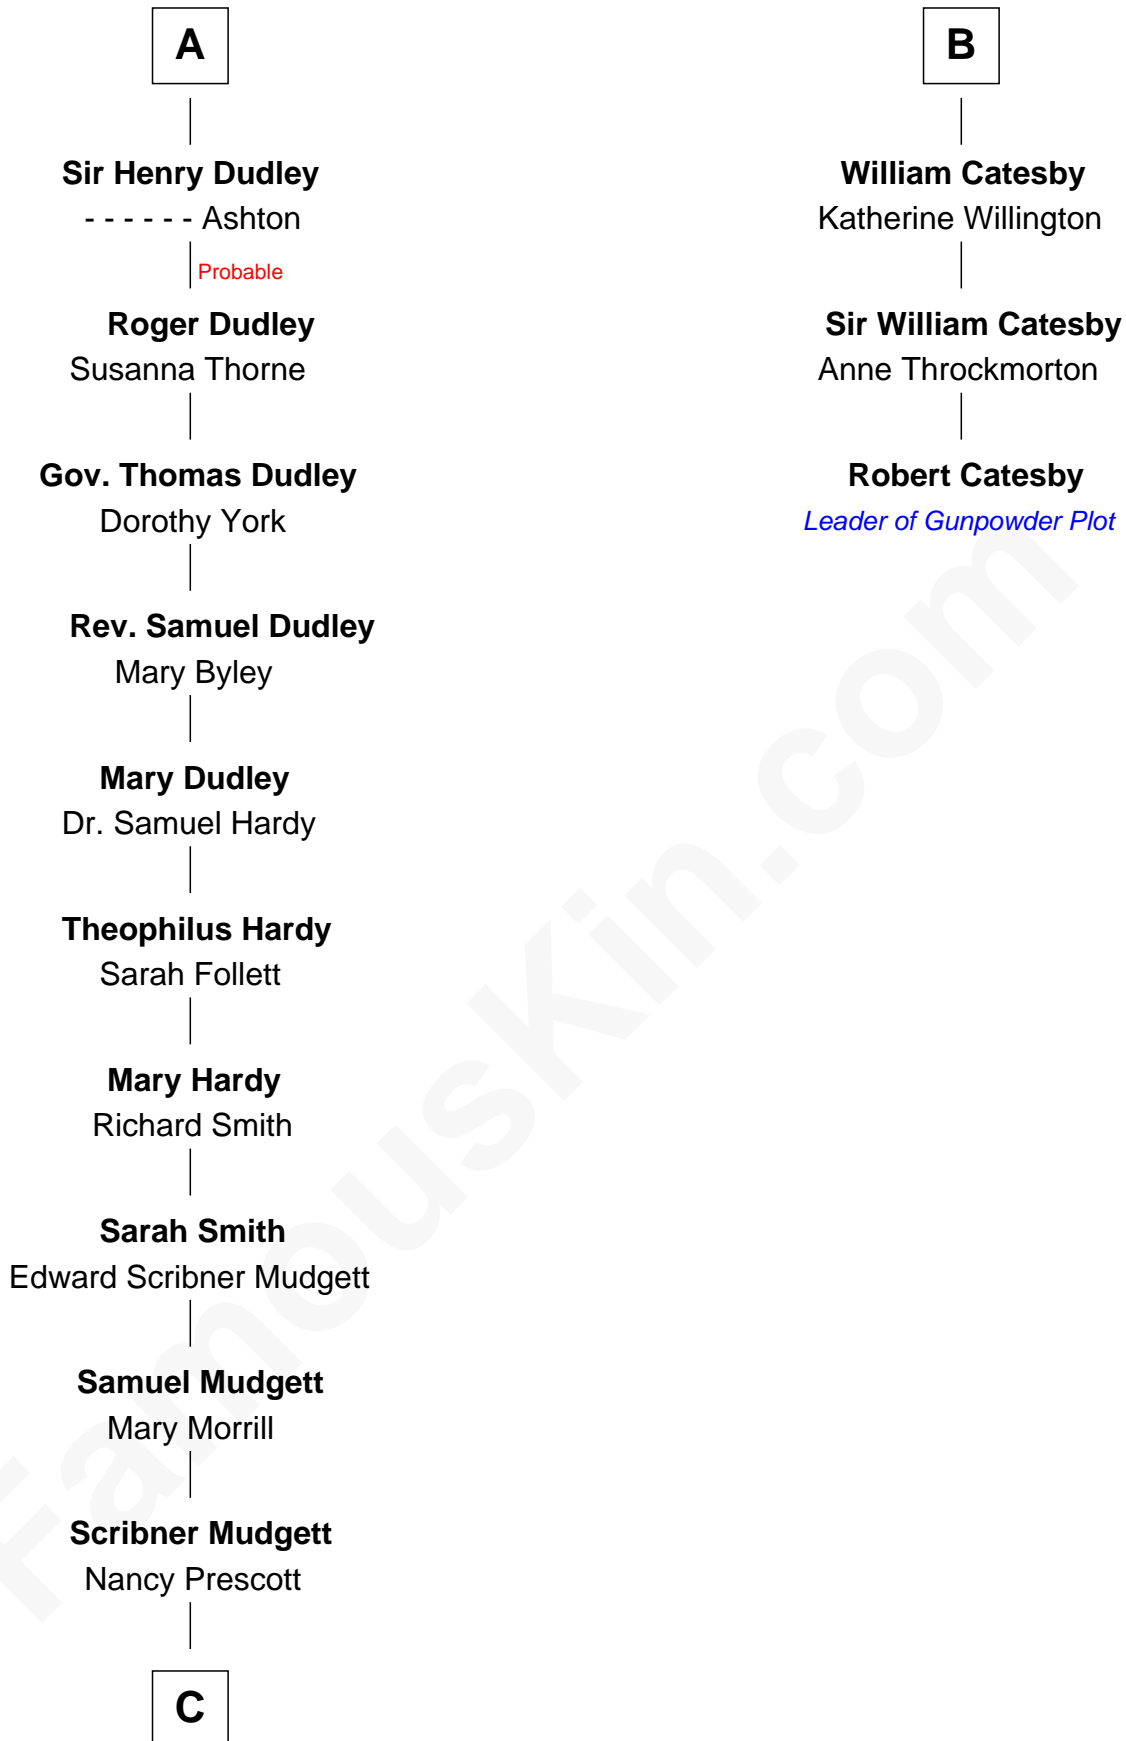 A
Sir Henry Dudley
- - - - - - Ashton
Probable
Roger Dudley
Susanna Thorne
Gov. Thomas Dudley
Dorothy York
Rev. Samuel Dudley
Mary Byley
Mary Dudley
Dr. Samuel Hardy
Theophilus Hardy
Sarah Follett
Mary Hardy
Richard Smith
Sarah Smith
Edward Scribner Mudgett
Samuel Mudgett
Mary Morrill
Scribner Mudgett
Nancy Prescott
C
B
William Catesby
Katherine Willington
Sir William Catesby
Anne Throckmorton
Robert Catesby
Leader of Gunpowder Plot
FamousKin.com